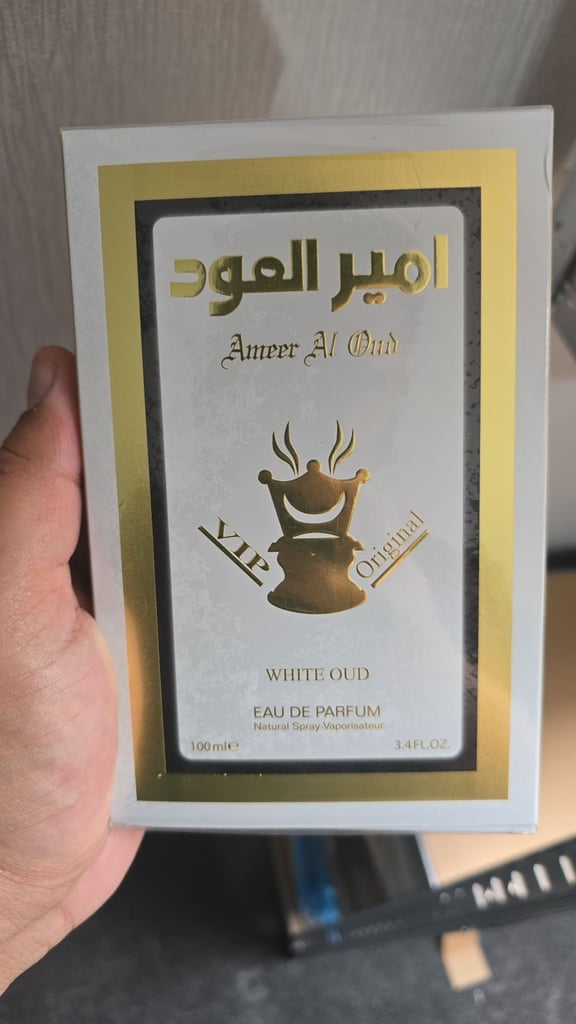 امير العود
Ameer Al Oud
VIP
Original
WHITE OUD
EAU DE PARFUM
Natural Spray-Vaporisateur
100ml℮
3.4 FL.OZ.